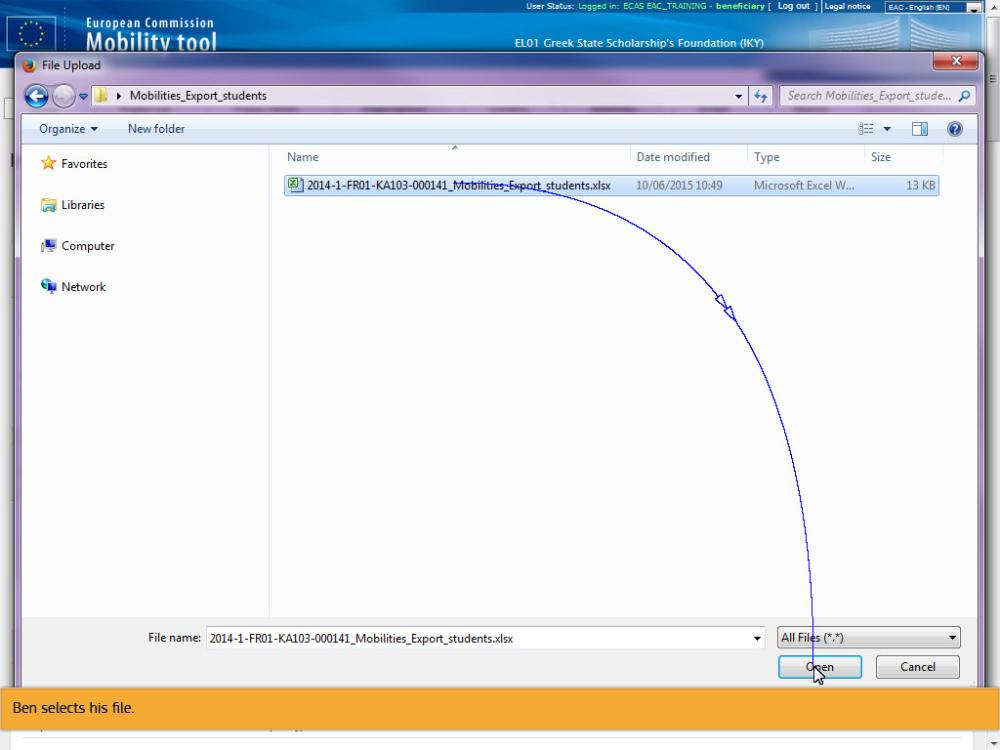 User Status: Logged in: ECAS EAC_TRAINING - beneficiary [ Log out ] | Legal notice EAC - English (EN)
European Commission
Mobility tool
EL01 Greek State Scholarship's Foundation (IKY)
File Upload
Mobilities_Export_students
Search Mobilities_Export_stude...
Organize New folder
Name Date modified Type Size
Favorites
2014-1-FR01-KA103-000141_Mobilities_Export_students.xlsx 10/06/2015 10:49 Microsoft Excel W... 13 KB
Libraries
Computer
Network
File name: 2014-1-FR01-KA103-000141_Mobilities_Export_students.xlsx All Files (*.*)
Open Cancel
Ben selects his file.